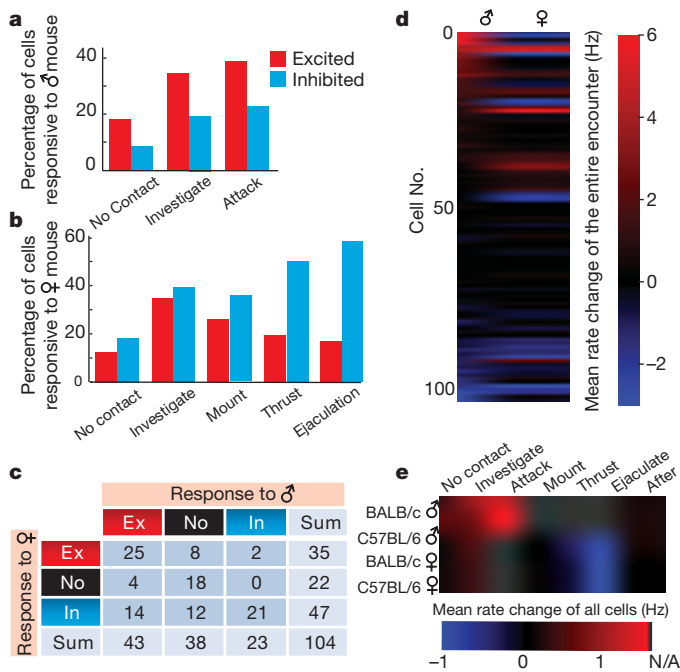 a
Percentage of cells
responsive to ♂ mouse
40
20
0
Excited
Inhibited
No Contact
Investigate
Attack
b
Percentage of cells
responsive to ♀ mouse
60
40
20
0
No contact
Investigate
Mount
Thrust
Ejaculation
c
Response to ♂
Response to ♀
Ex No In Sum
Ex 25 8 2 35
No 4 18 0 22
In 14 12 21 47
Sum 43 38 23 104
d
♂ ♀
Cell No.
0
50
100
Mean rate change of the entire encounter (Hz)
6
4
2
0
−2
e
No contact
Investigate
Attack
Mount
Thrust
Ejaculate
After
BALB/c ♂
C57BL/6 ♂
BALB/c ♀
C57BL/6 ♀
Mean rate change of all cells (Hz)
−1 0 1 N/A